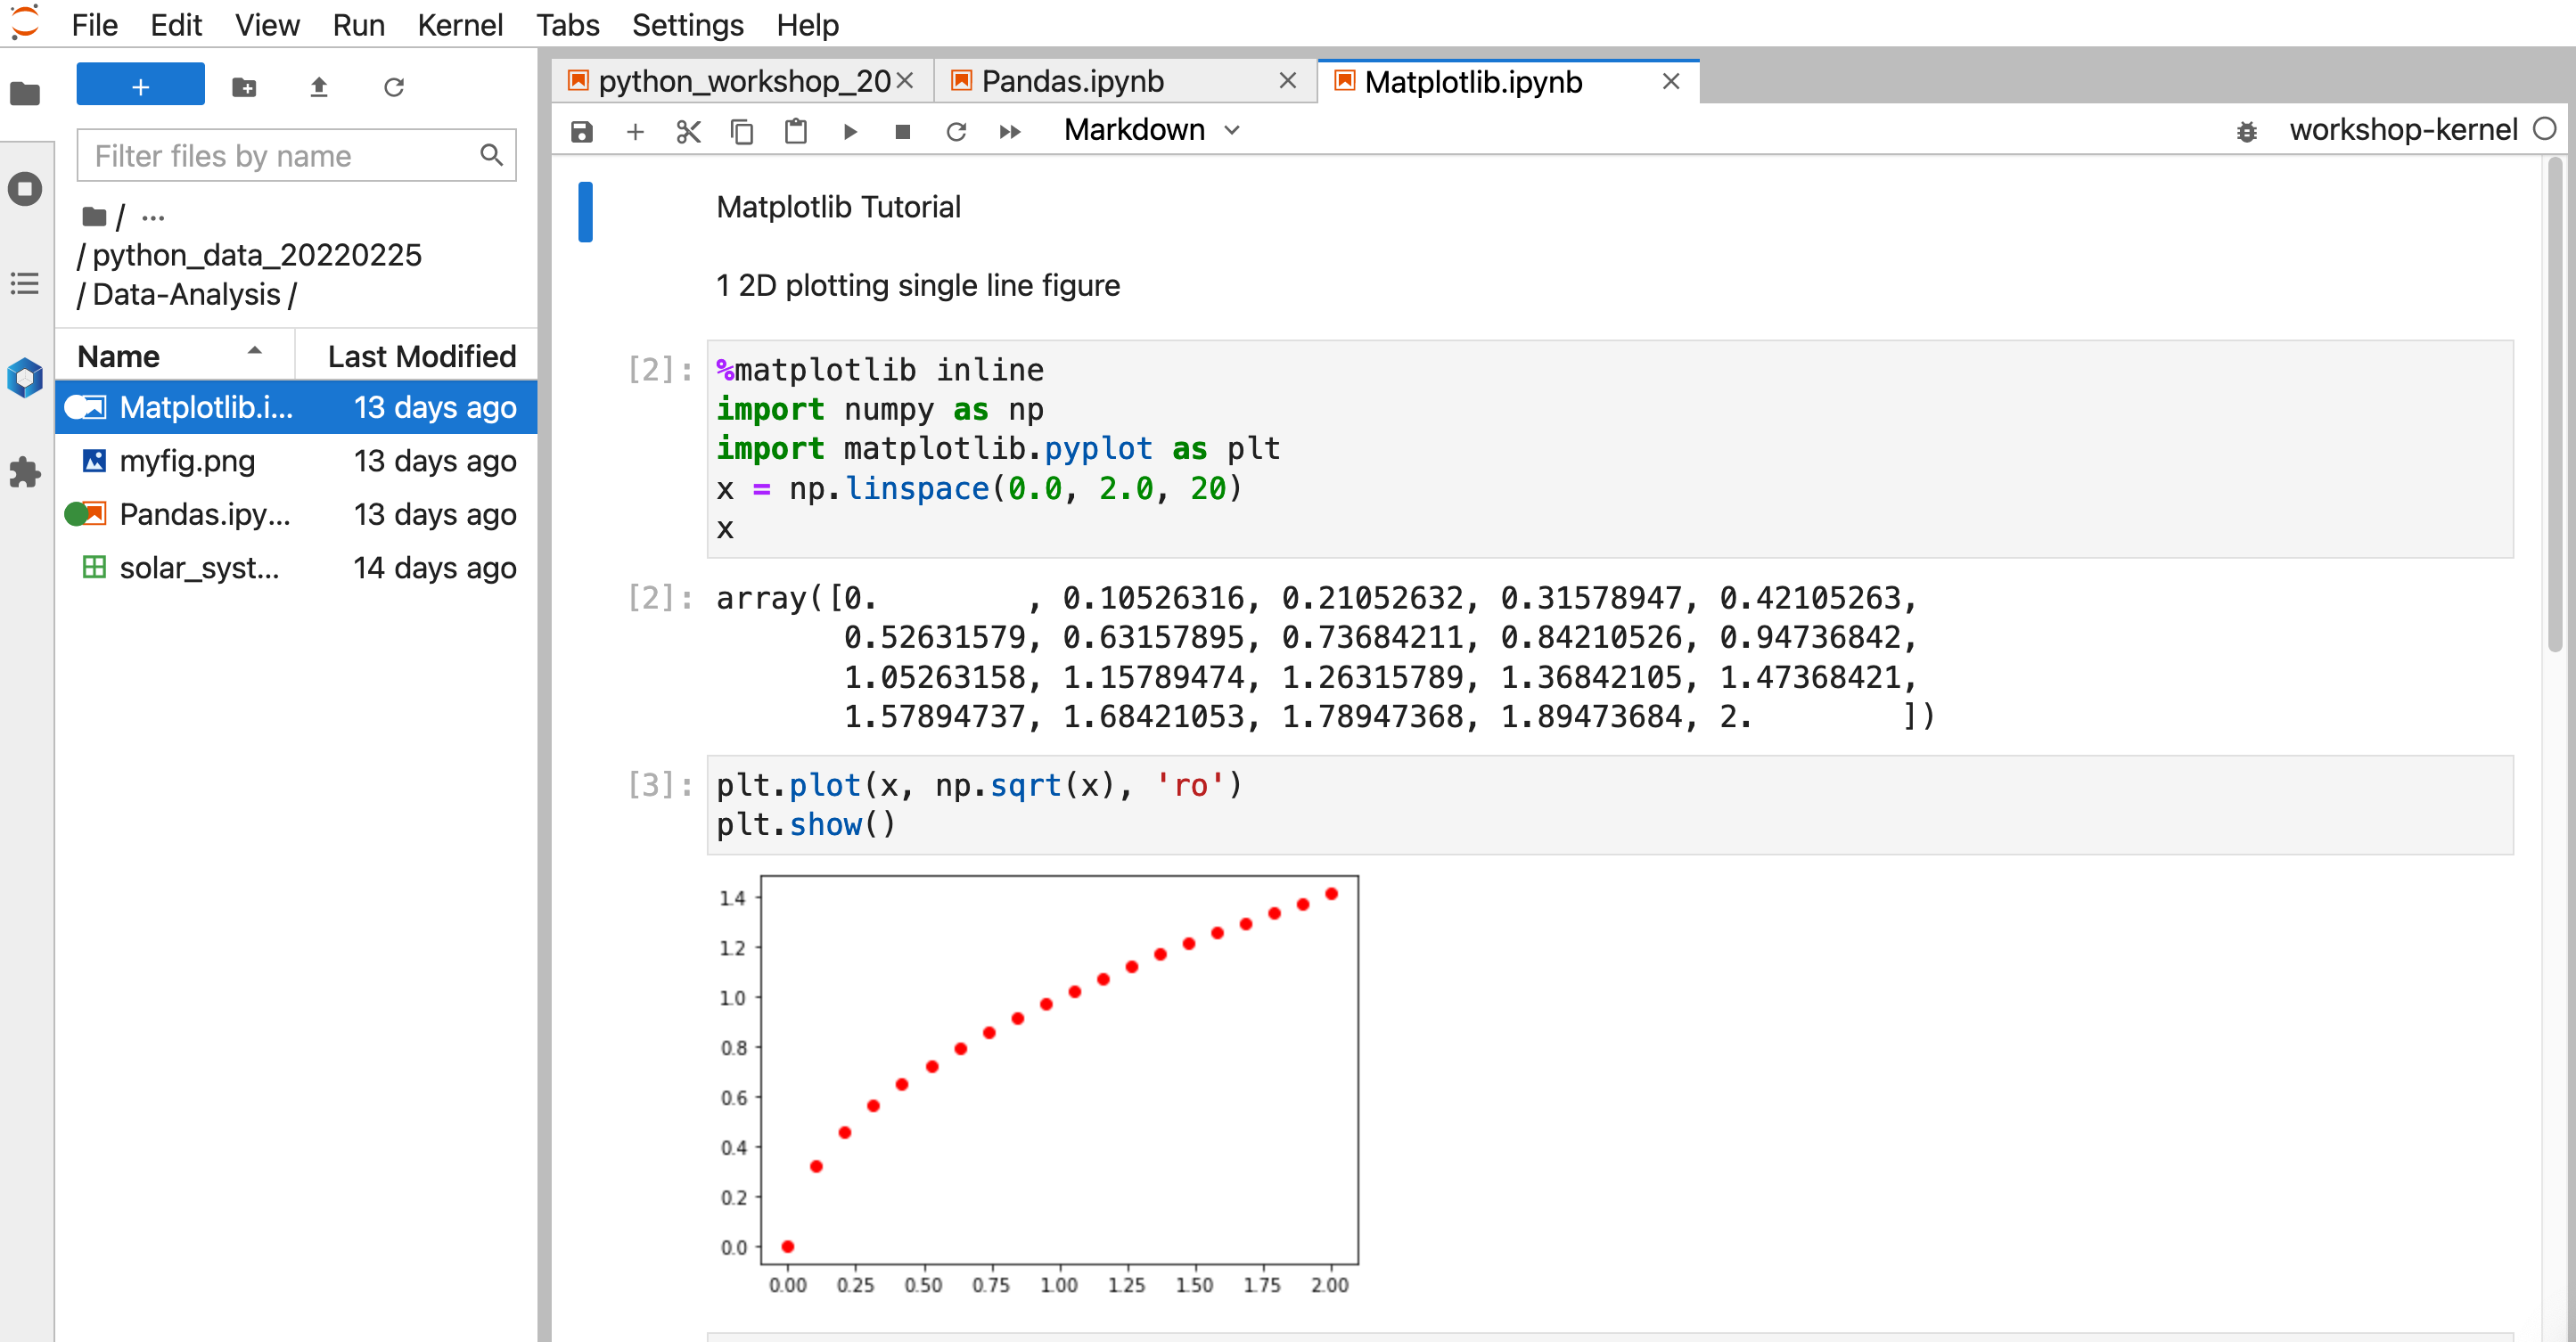 File Edit View Run Kernel Tabs Settings Help
+
Filter files by name
/ ...
/ python_data_20220225
/ Data-Analysis /
Name Last Modified
Matplotlib.i... 13 days ago
myfig.png 13 days ago
Pandas.ipy... 13 days ago
solar_syst... 14 days ago
python_workshop_20 Pandas.ipynb Matplotlib.ipynb
Markdown workshop-kernel
Matplotlib Tutorial
1 2D plotting single line figure
[2]: %matplotlib inline
import numpy as np
import matplotlib.pyplot as plt
x = np.linspace(0.0, 2.0, 20)
x
[2]: array([0.        , 0.10526316, 0.21052632, 0.31578947, 0.42105263,
0.52631579, 0.63157895, 0.73684211, 0.84210526, 0.94736842,
1.05263158, 1.15789474, 1.26315789, 1.36842105, 1.47368421,
1.57894737, 1.68421053, 1.78947368, 1.89473684, 2.        ])
[3]: plt.plot(x, np.sqrt(x), 'ro')
plt.show()
1.4
1.2
1.0
0.8
0.6
0.4
0.2
0.0
0.00 0.25 0.50 0.75 1.00 1.25 1.50 1.75 2.00